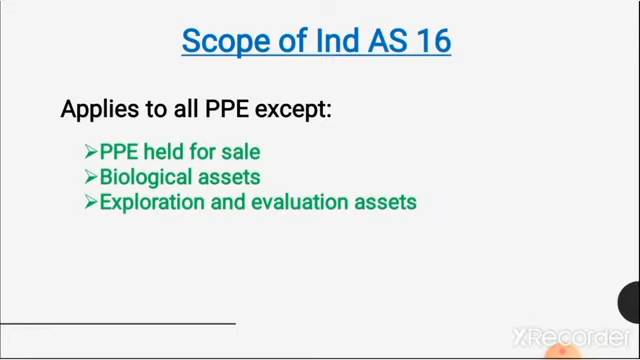 Scope of Ind AS 16
Applies to all PPE except:
➢PPE held for sale
➢Biological assets
➢Exploration and evaluation assets
XRecorder